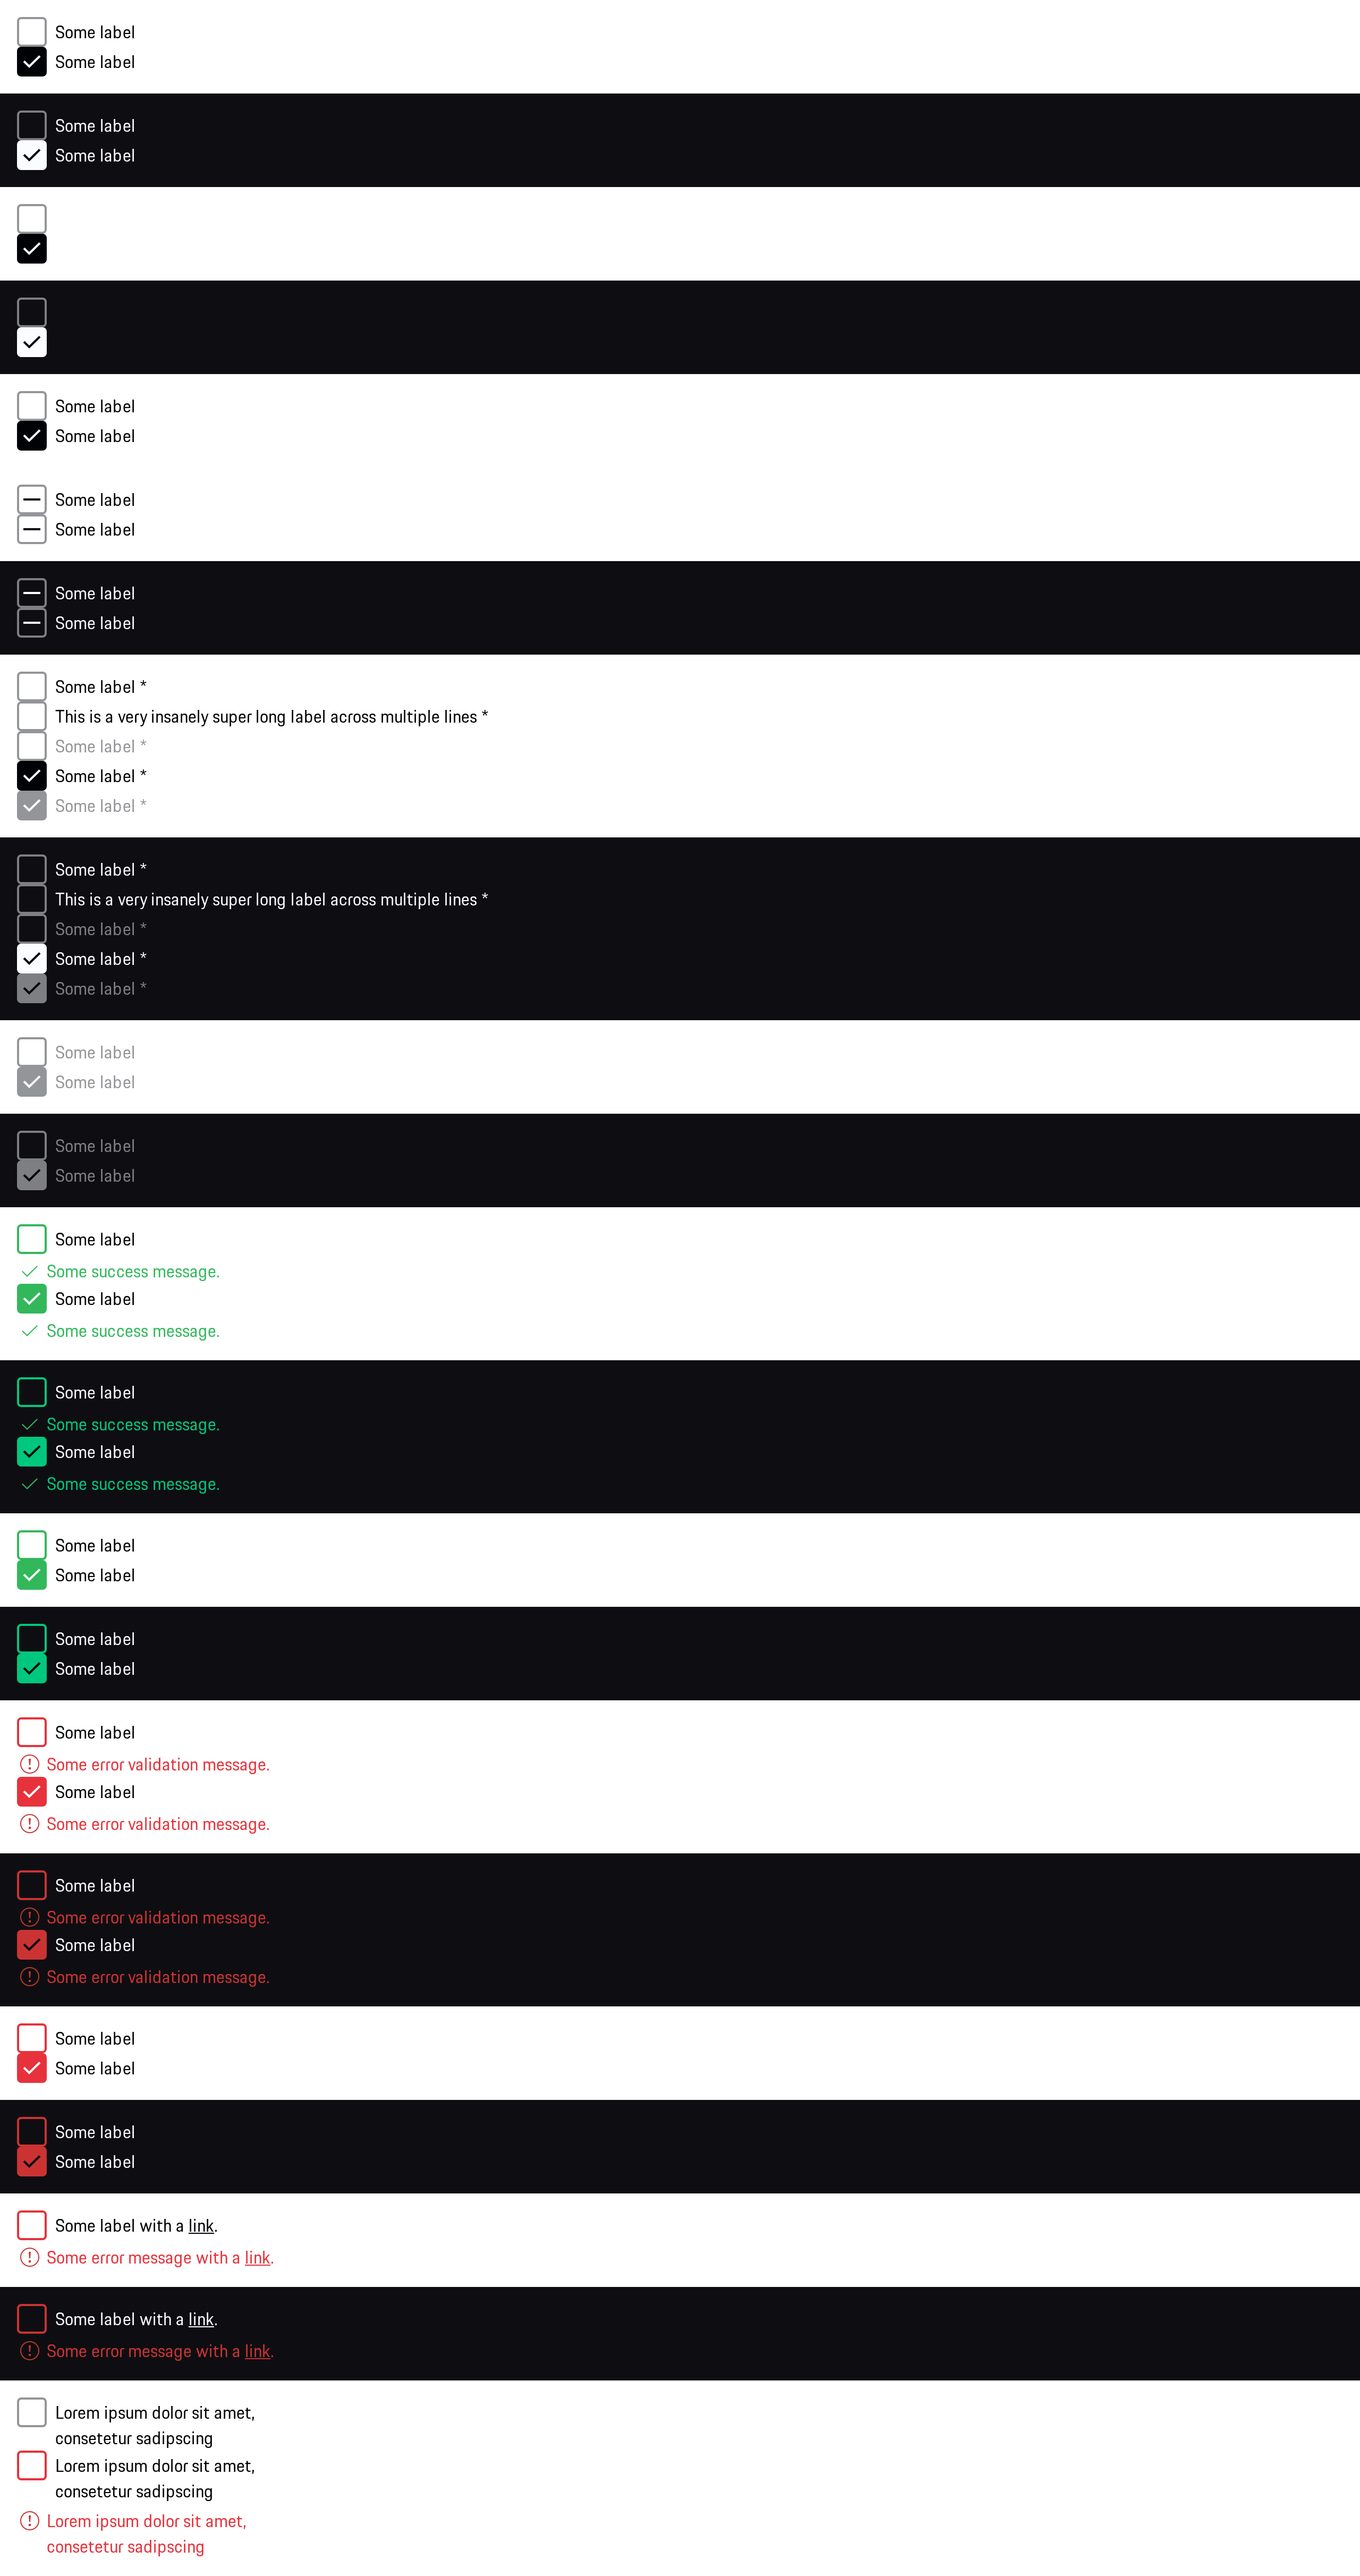 Some label
Some label
Some label
Some label
Some label
Some label
Some label
Some label
Some label
Some label
Some label *
This is a very insanely super long label across multiple lines *
Some label *
Some label *
Some label *
Some label *
This is a very insanely super long label across multiple lines *
Some label *
Some label *
Some label *
Some label
Some label
Some label
Some label
Some label
Some success message.
Some label
Some success message.
Some label
Some success message.
Some label
Some success message.
Some label
Some label
Some label
Some label
Some label
Some error validation message.
Some label
Some error validation message.
Some label
Some error validation message.
Some label
Some error validation message.
Some label
Some label
Some label
Some label
Some label with a link.
Some error message with a link.
Some label with a link.
Some error message with a link.
Lorem ipsum dolor sit amet,
consetetur sadipscing
Lorem ipsum dolor sit amet,
consetetur sadipscing
Lorem ipsum dolor sit amet,
consetetur sadipscing